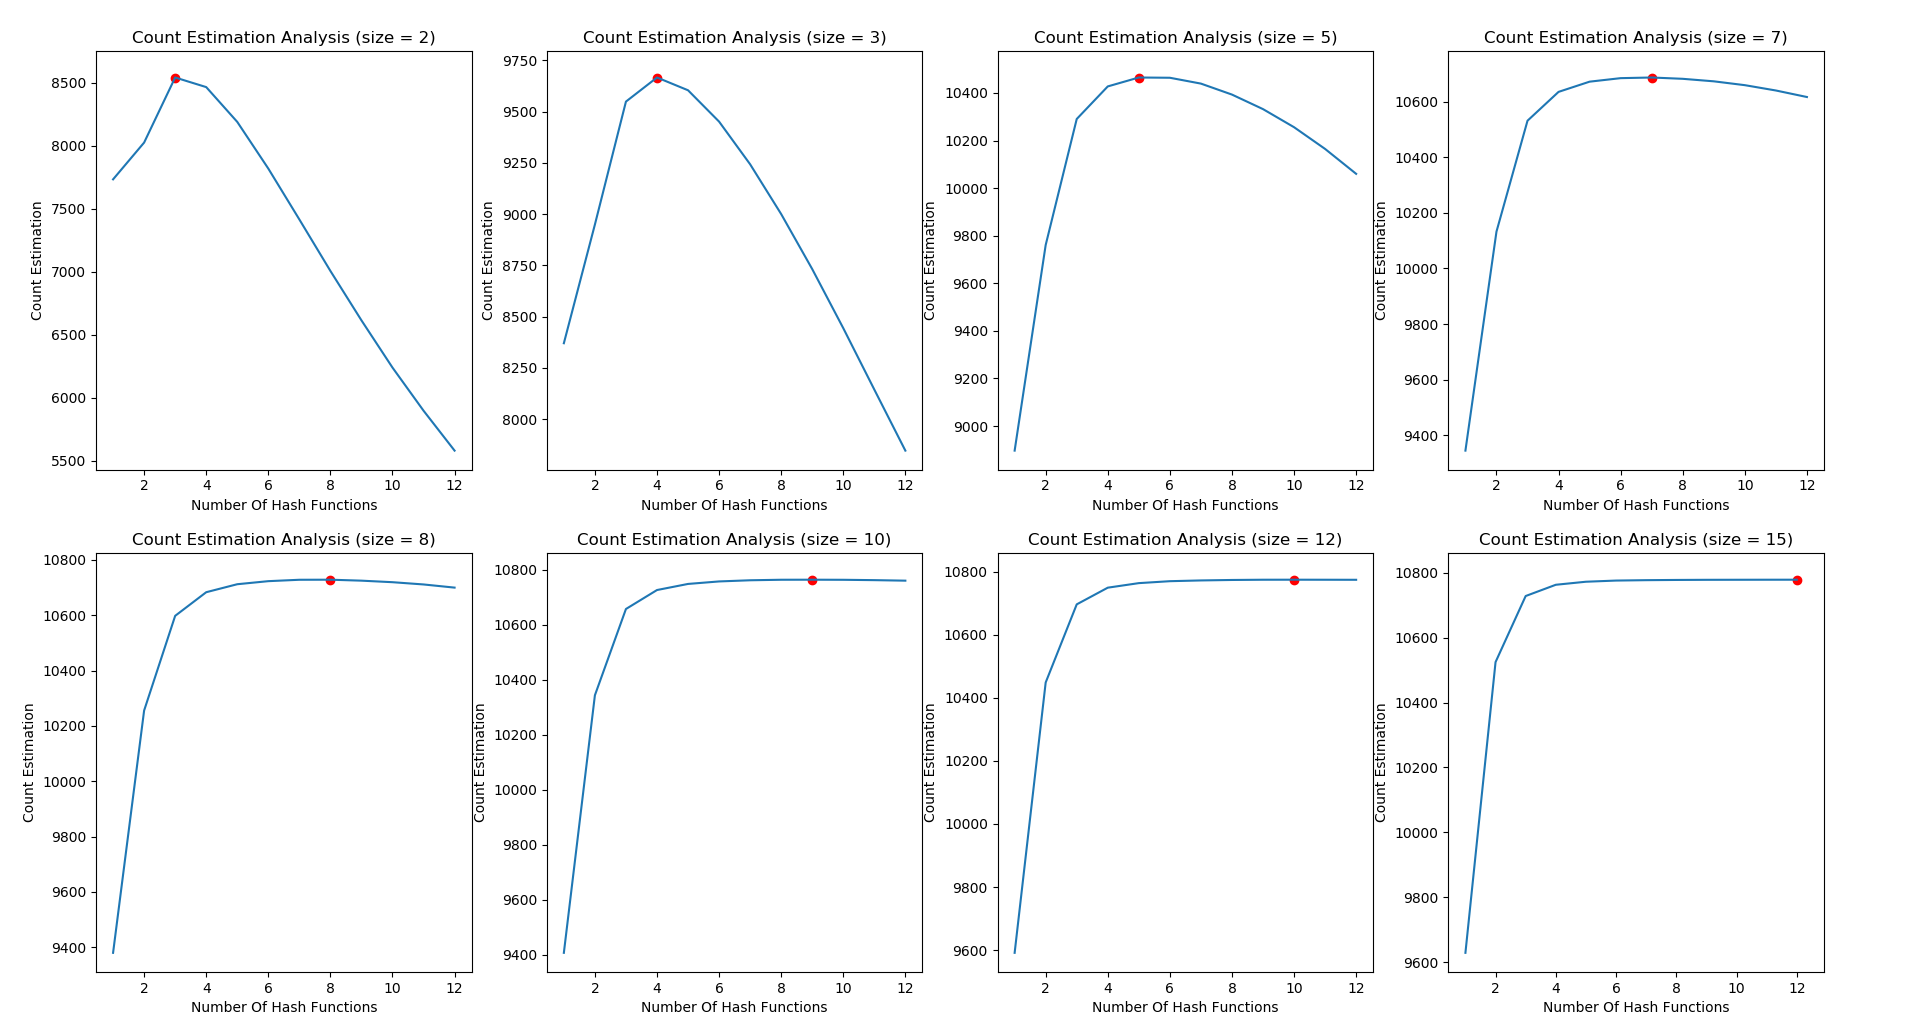 Count Estimation Analysis (size = 2)
Count Estimation
8500
8000
7500
7000
6500
6000
5500
2 4 6 8 10 12
Number Of Hash Functions
Count Estimation Analysis (size = 3)
Count Estimation
9750
9500
9250
9000
8750
8500
8250
8000
2 4 6 8 10 12
Number Of Hash Functions
Count Estimation Analysis (size = 5)
Count Estimation
10400
10200
10000
9800
9600
9400
9200
9000
2 4 6 8 10 12
Number Of Hash Functions
Count Estimation Analysis (size = 7)
Count Estimation
10600
10400
10200
10000
9800
9600
9400
2 4 6 8 10 12
Number Of Hash Functions
Count Estimation Analysis (size = 8)
Count Estimation
10800
10600
10400
10200
10000
9800
9600
9400
2 4 6 8 10 12
Number Of Hash Functions
Count Estimation Analysis (size = 10)
Count Estimation
10800
10600
10400
10200
10000
9800
9600
9400
2 4 6 8 10 12
Number Of Hash Functions
Count Estimation Analysis (size = 12)
Count Estimation
10800
10600
10400
10200
10000
9800
9600
2 4 6 8 10 12
Number Of Hash Functions
Count Estimation Analysis (size = 15)
Count Estimation
10800
10600
10400
10200
10000
9800
9600
2 4 6 8 10 12
Number Of Hash Functions